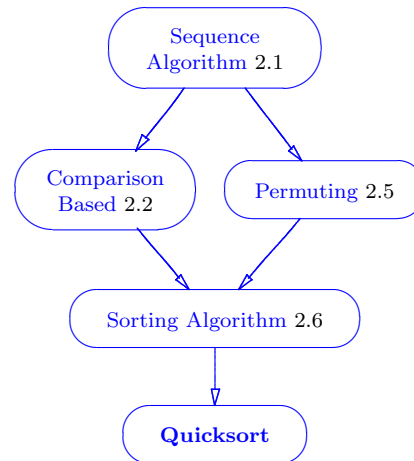 Sequence
Algorithm 2.1
Comparison
Based 2.2
Permuting 2.5
Sorting Algorithm 2.6
Quicksort